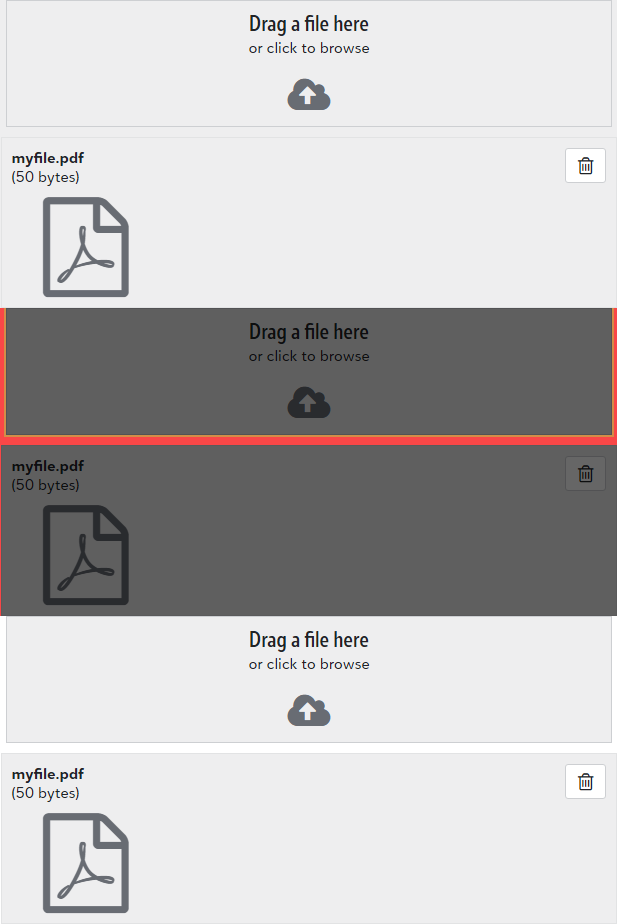 Drag a file here
or click to browse
myfile.pdf
(50 bytes)
Drag a file here
or click to browse
myfile.pdf
(50 bytes)
Drag a file here
or click to browse
myfile.pdf
(50 bytes)